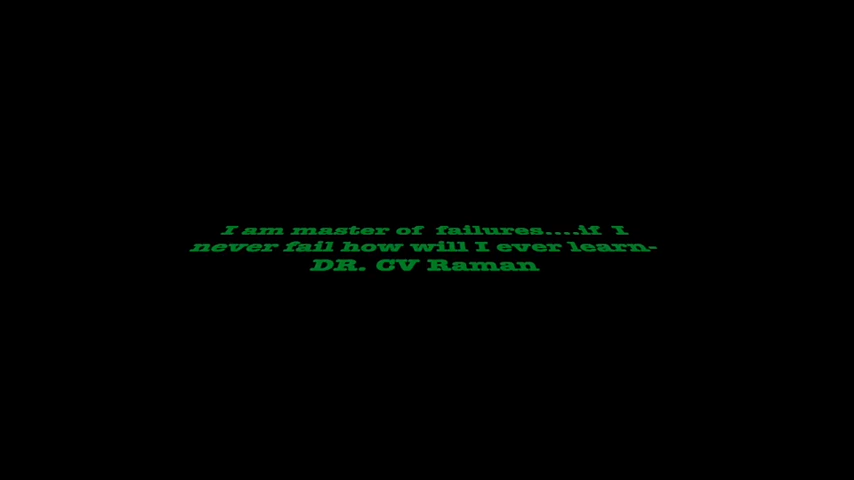 I am master of  failures....if  I
never fail how will I ever learn-
DR. CV Raman